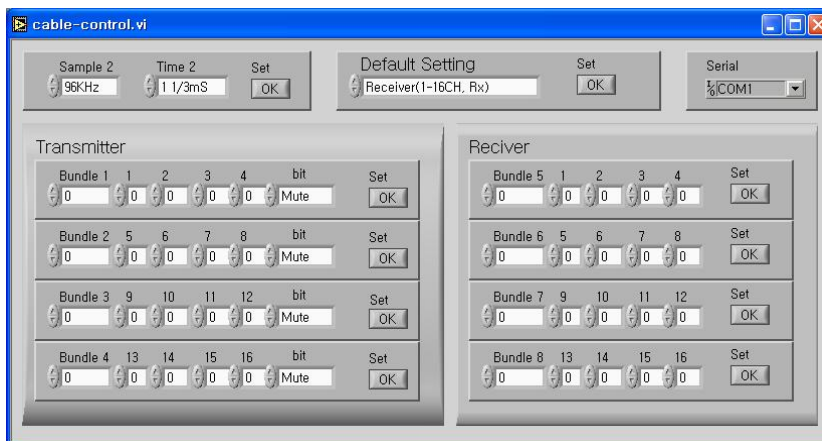 cable-control.vi
Sample 2 Time 2 Set
96KHz 1 1/3mS OK
Default Setting Set
Receiver(1-16CH, Rx) OK
Serial
COM1
Transmitter
Bundle 1 1 2 3 4 bit Set
0 0 0 0 0 Mute OK
Bundle 2 5 6 7 8 bit Set
0 0 0 0 0 Mute OK
Bundle 3 9 10 11 12 bit Set
0 0 0 0 0 Mute OK
Bundle 4 13 14 15 16 bit Set
0 0 0 0 0 Mute OK
Reciver
Bundle 5 1 2 3 4 Set
0 0 0 0 0 OK
Bundle 6 5 6 7 8 Set
0 0 0 0 0 OK
Bundle 7 9 10 11 12 Set
0 0 0 0 0 OK
Bundle 8 13 14 15 16 Set
0 0 0 0 0 OK